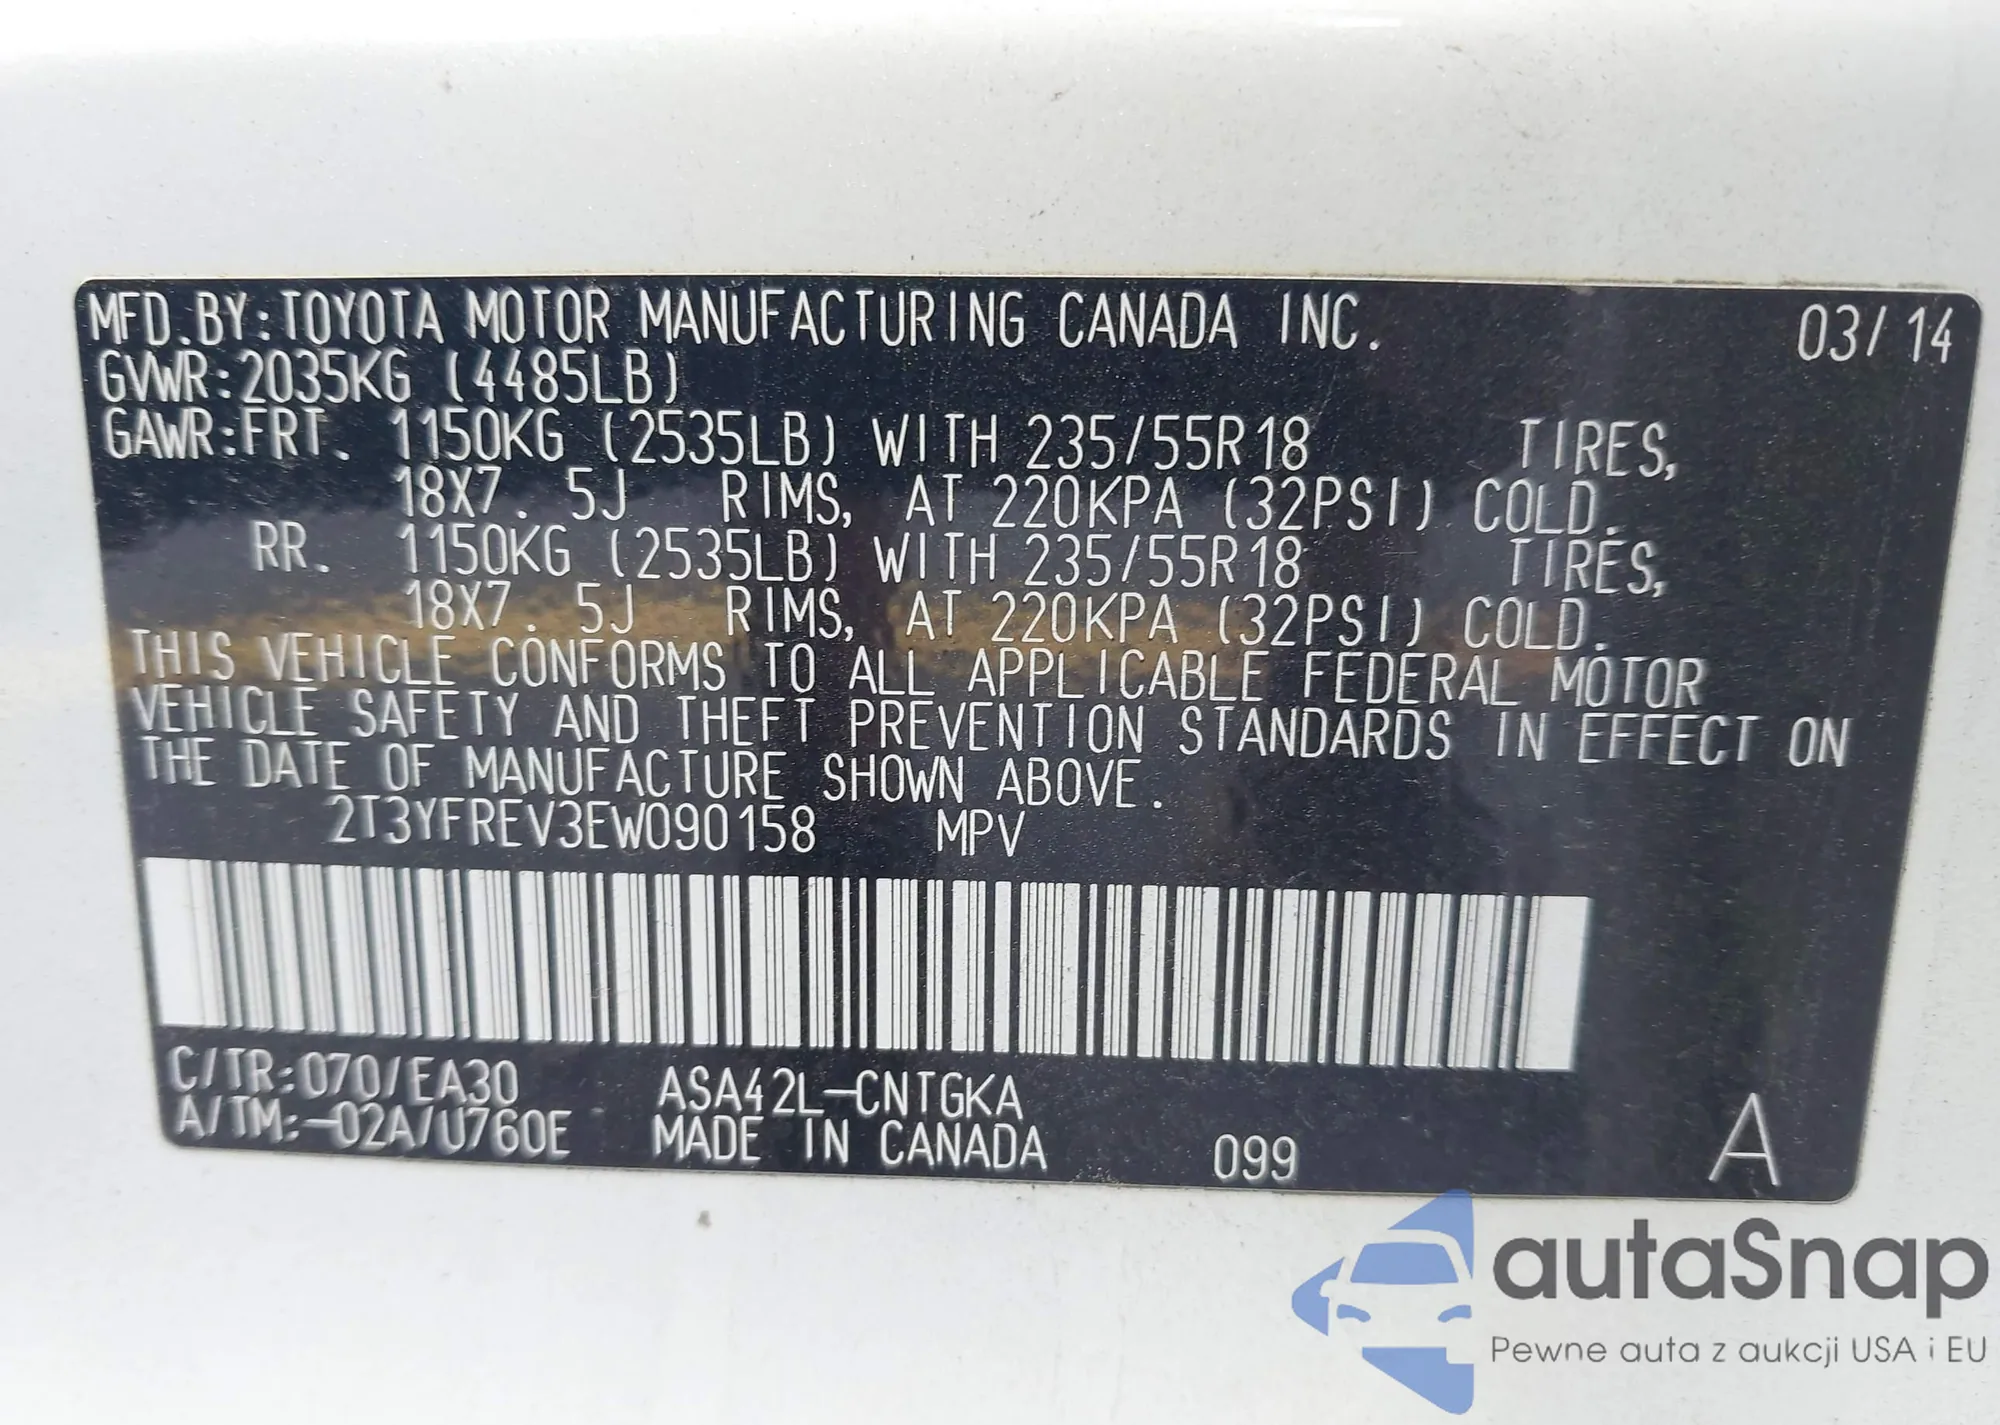 MFD.BY:TOYOTA MOTOR MANUFACTURING CANADA INC. 03/14
GVWR:2035KG (4485LB)
GAWR:FRT. 1150KG (2535LB) WITH 235/55R18 TIRES,
18X7.5J RIMS, AT 220KPA (32PSI) COLD.
RR. 1150KG (2535LB) WITH 235/55R18 TIRES,
18X7.5J RIMS, AT 220KPA (32PSI) COLD.
THIS VEHICLE CONFORMS TO ALL APPLICABLE FEDERAL MOTOR
VEHICLE SAFETY AND THEFT PREVENTION STANDARDS IN EFFECT ON
THE DATE OF MANUFACTURE SHOWN ABOVE.
2T3YFREV3EW090158 MPV
C/TR:070/EA30 ASA42L-CNTGKA
A/TM:-02A/U760E MADE IN CANADA 099 A
autaSnap
Pewne auta z aukcji USA i EU